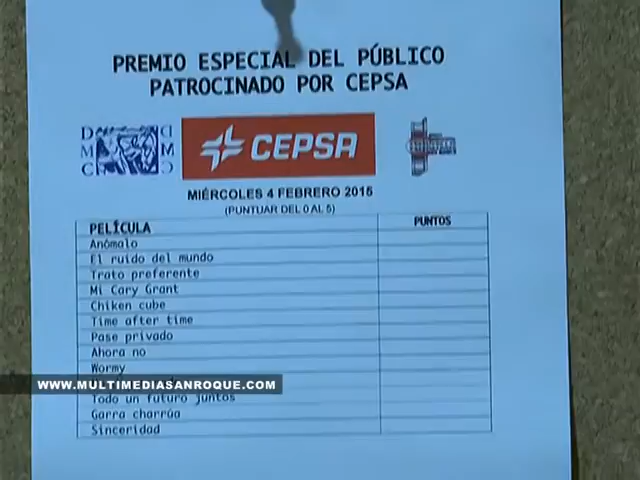 PREMIO ESPECIAL DEL PÚBLICO
PATROCINADO POR CEPSA
CEPSA
MIÉRCOLES 4 FEBRERO 2015
(PUNTUAR DEL 0 AL 5)
PELÍCULA PUNTOS
Anómalo
El ruido del mundo
Trato preferente
Mi Cary Grant
Chiken cube
Time after time
Pase privado
Ahora no
Wormy
WWW.MULTIMEDIASANROQUE.COM
Todo un futuro juntos
Garra charrúa
Sinceridad